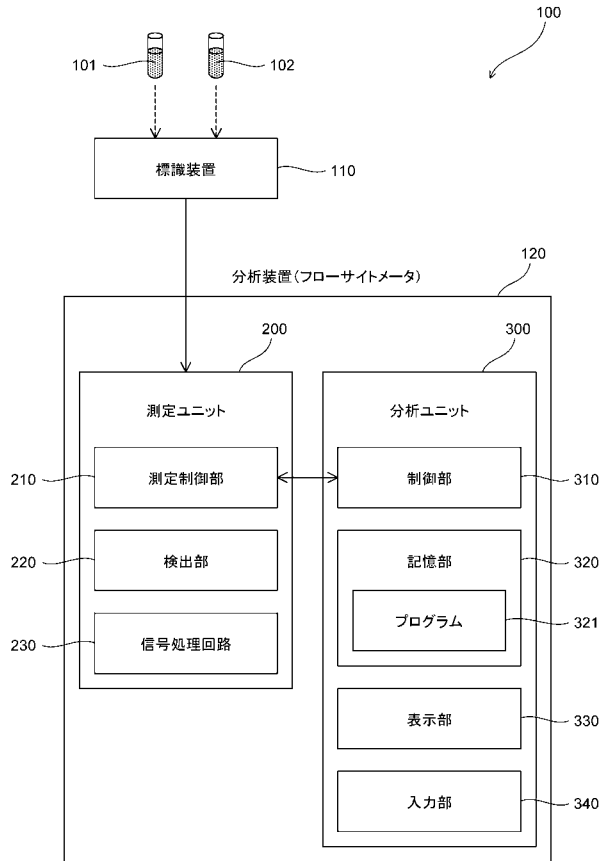 100
101
102
標識装置
110
120
分析装置(フローサイトメータ)
200
300
測定ユニット
分析ユニット
210
測定制御部
制御部
310
220
検出部
記憶部
320
プログラム
321
230
信号処理回路
表示部
330
入力部
340